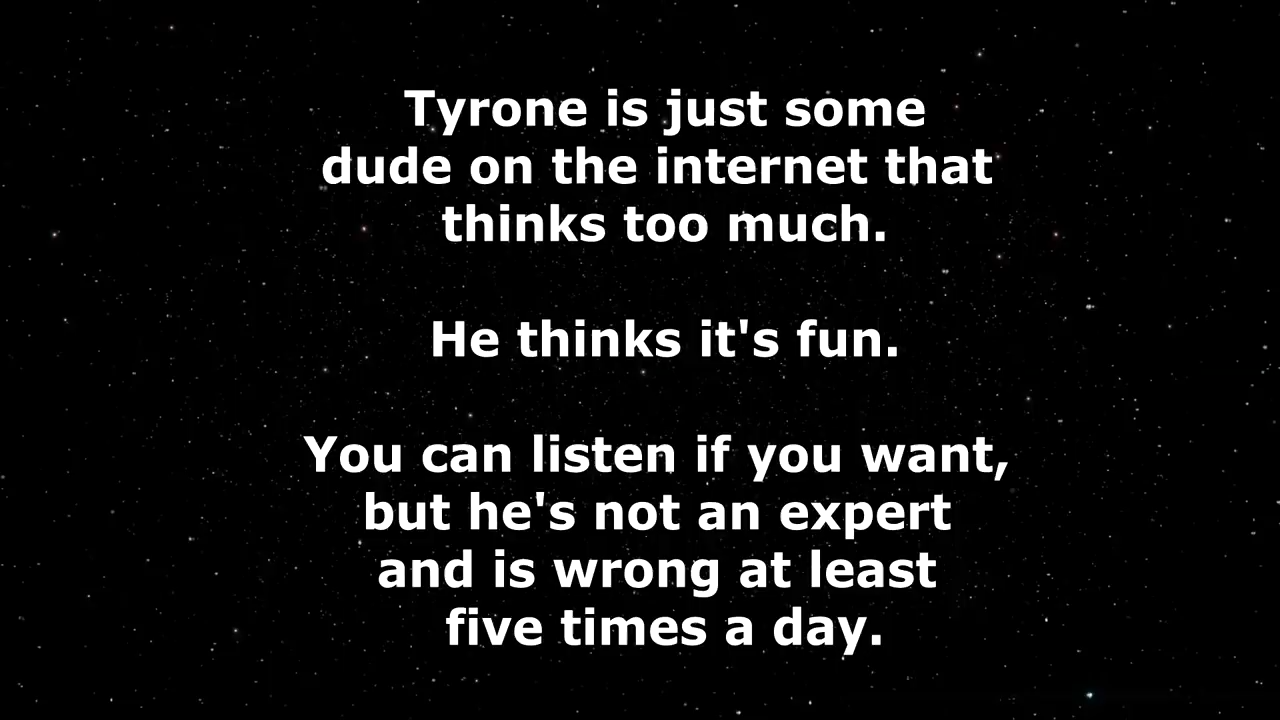 Tyrone is just some
dude on the internet that
thinks too much.
He thinks it's fun.
You can listen if you want,
but he's not an expert
and is wrong at least
five times a day.